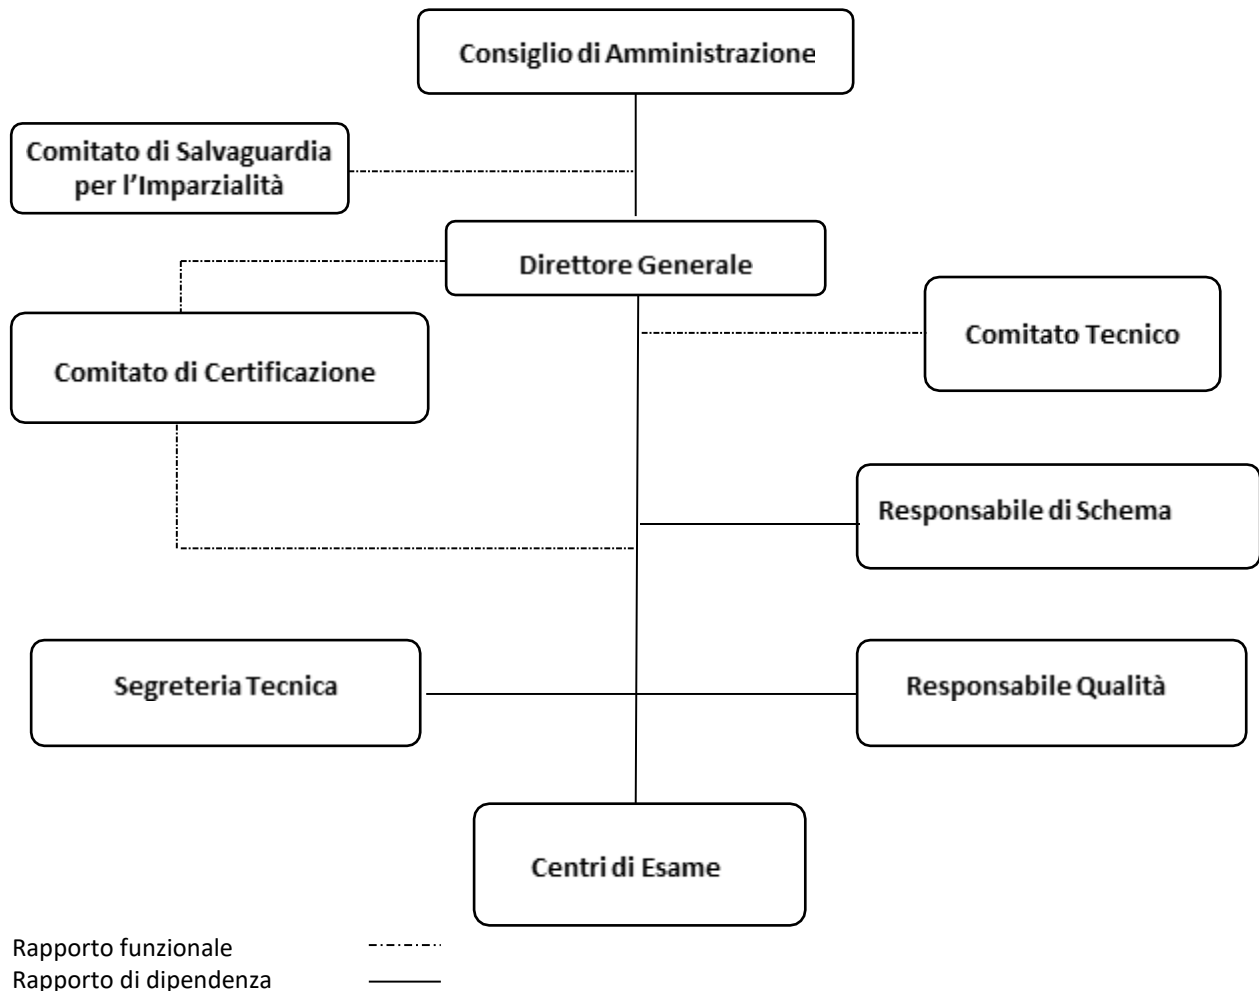 Consiglio di Amministrazione
Comitato di Salvaguardia
per l'Imparzialità
Direttore Generale
Comitato Tecnico
Comitato di Certificazione
Responsabile di Schema
Segreteria Tecnica
Responsabile Qualità
Centri di Esame
Rapporto funzionale
Rapporto di dipendenza